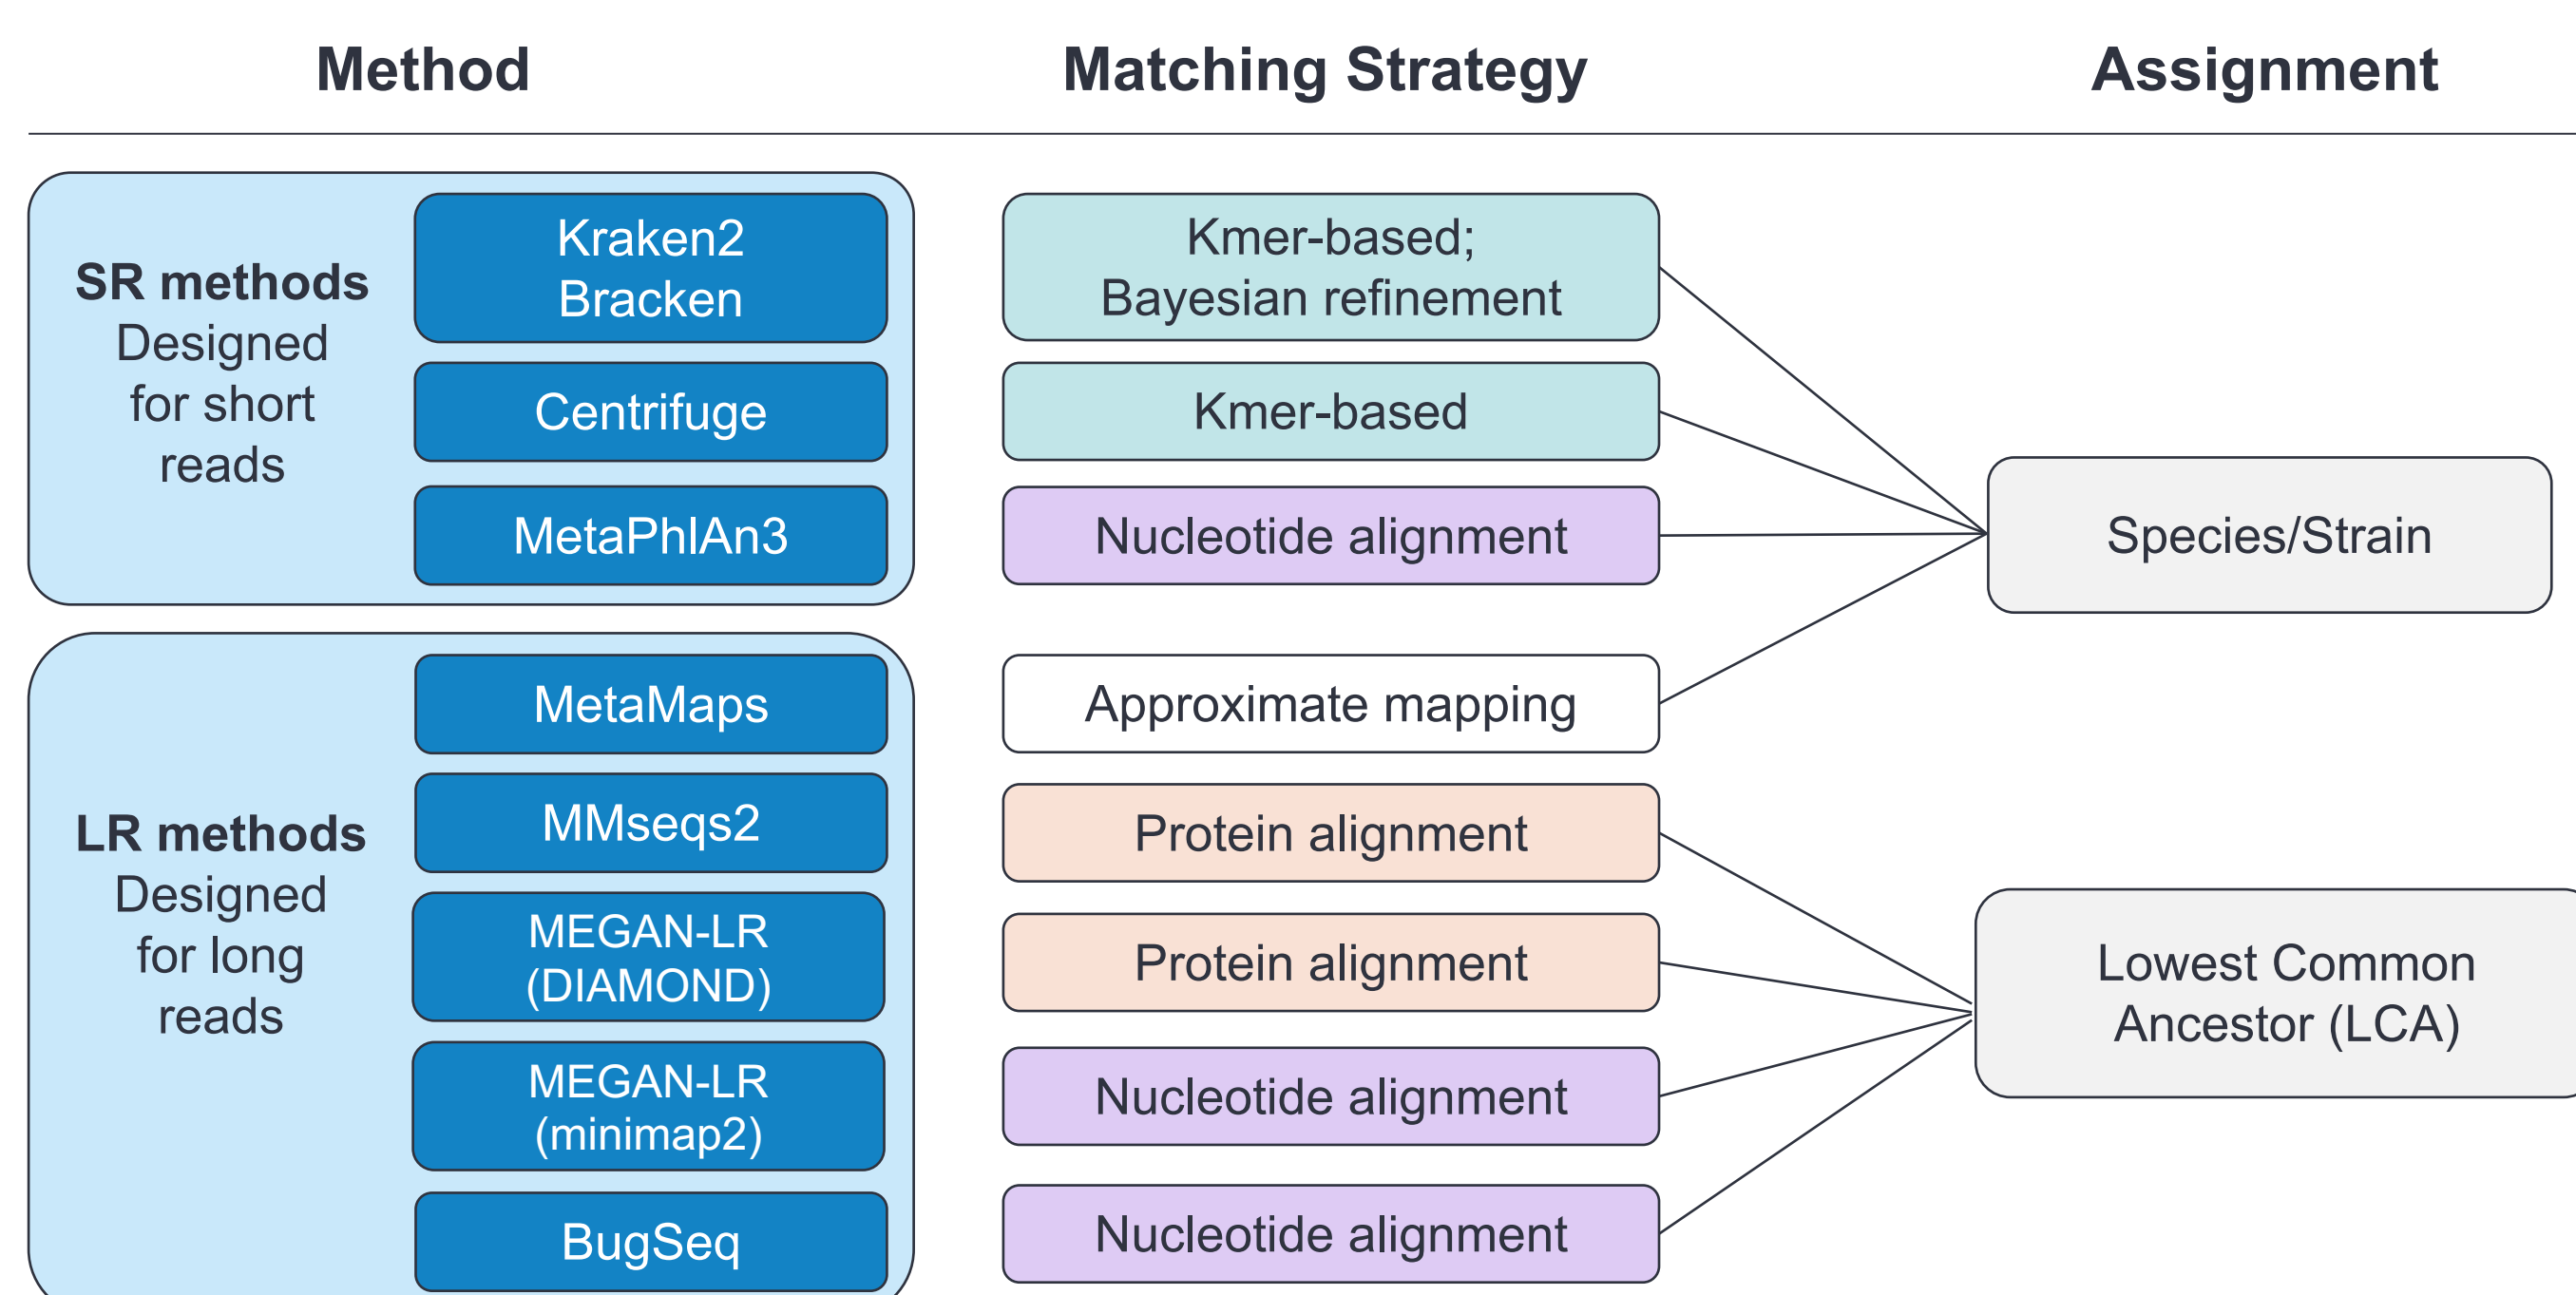 Method
Matching Strategy
Assignment
SR methods
Designed
for short
reads
Kraken2
Bracken
Centrifuge
MetaPhlAn3
Kmer-based;
Bayesian refinement
Kmer-based
Nucleotide alignment
Species/Strain
LR methods
Designed
for long
reads
MetaMaps
MMseqs2
MEGAN-LR
(DIAMOND)
MEGAN-LR
(minimap2)
BugSeq
Approximate mapping
Protein alignment
Protein alignment
Nucleotide alignment
Nucleotide alignment
Lowest Common
Ancestor (LCA)